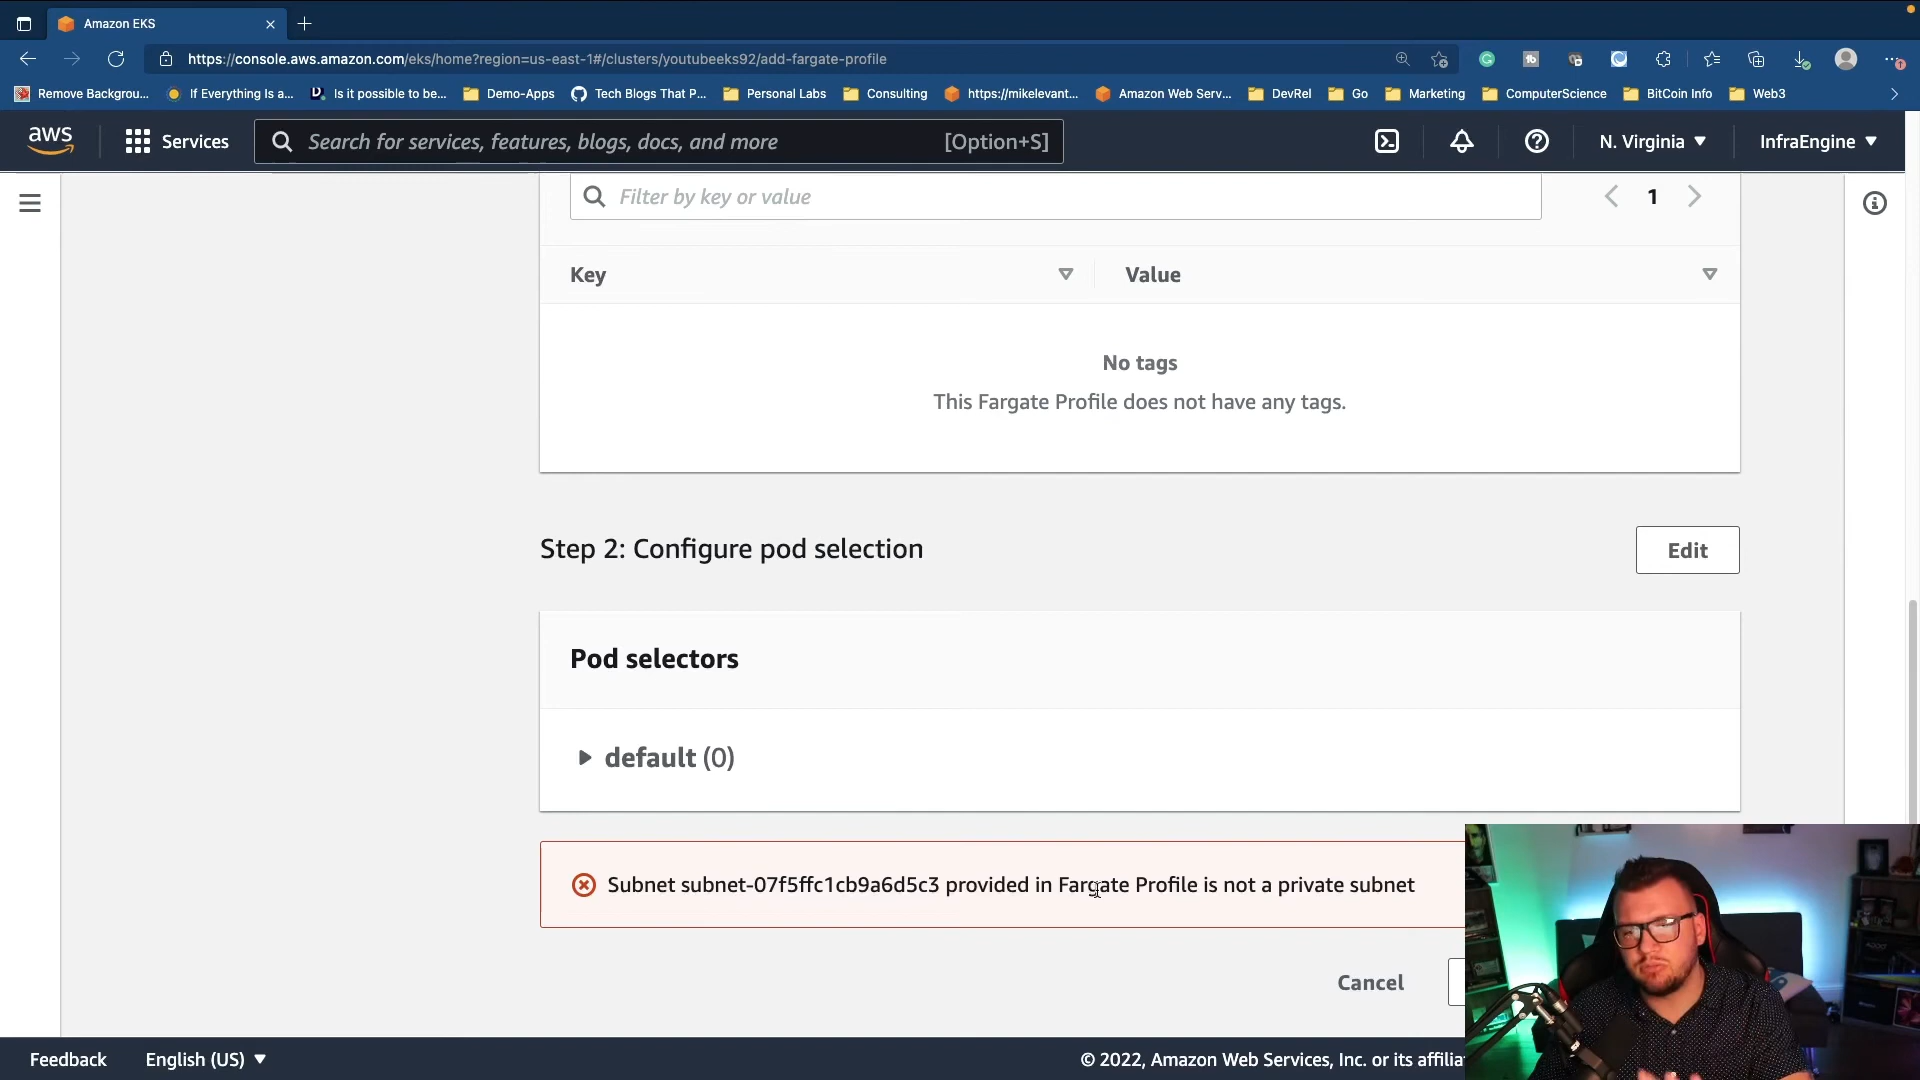 Amazon EKS
https://console.aws.amazon.com/eks/home?region=us-east-1#/clusters/youtubeeks92/add-fargate-profile
Remove Backgrou... If Everything Is a... Is it possible to be... Demo-Apps Tech Blogs That P... Personal Labs Consulting https://mikelevant... Amazon Web Serv... DevRel Go Marketing ComputerScience BitCoin Info Web3
aws Services Search for services, features, blogs, docs, and more [Option+S] N. Virginia InfraEngine
Filter by key or value 1
Key Value
No tags
This Fargate Profile does not have any tags.
Step 2: Configure pod selection Edit
Pod selectors
default (0)
Subnet subnet-07f5ffc1cb9a6d5c3 provided in Fargate Profile is not a private subnet
Cancel
Feedback English (US) © 2022, Amazon Web Services, Inc. or its affilia